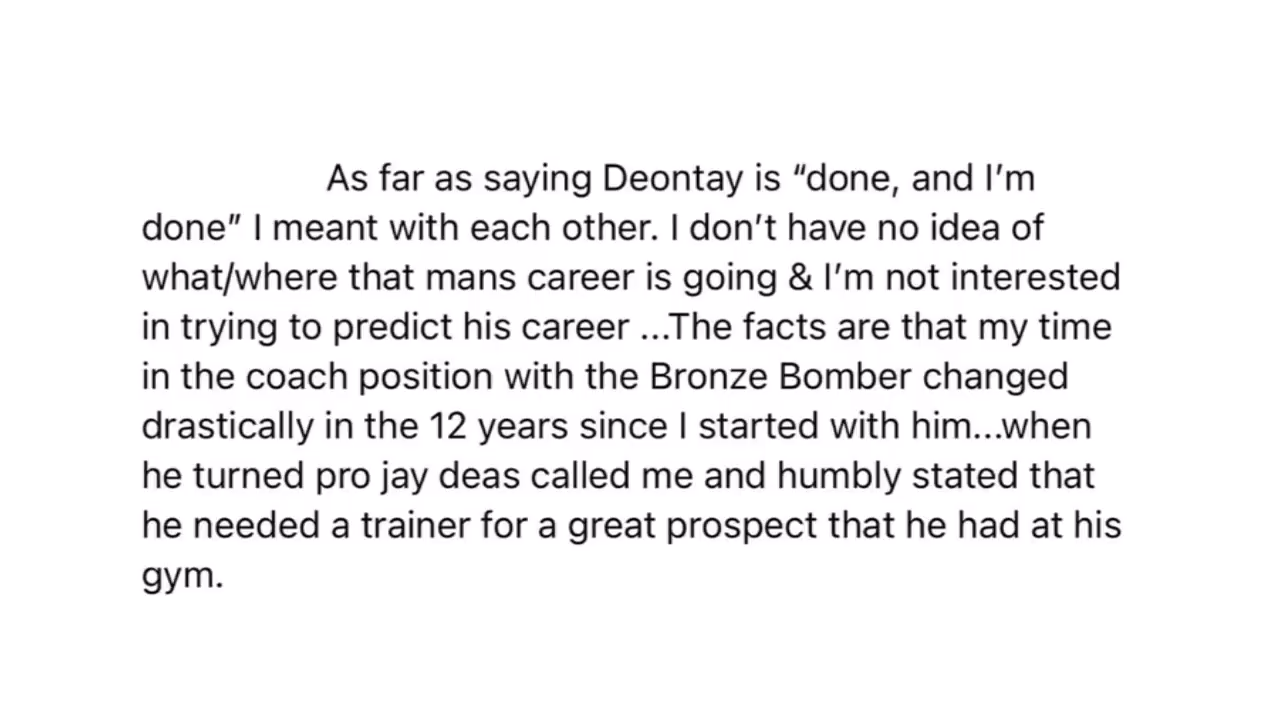 As far as saying Deontay is “done, and I’m
done” I meant with each other. I don’t have no idea of
what/where that mans career is going & I’m not interested
in trying to predict his career ...The facts are that my time
in the coach position with the Bronze Bomber changed
drastically in the 12 years since I started with him...when
he turned pro jay deas called me and humbly stated that
he needed a trainer for a great prospect that he had at his
gym.